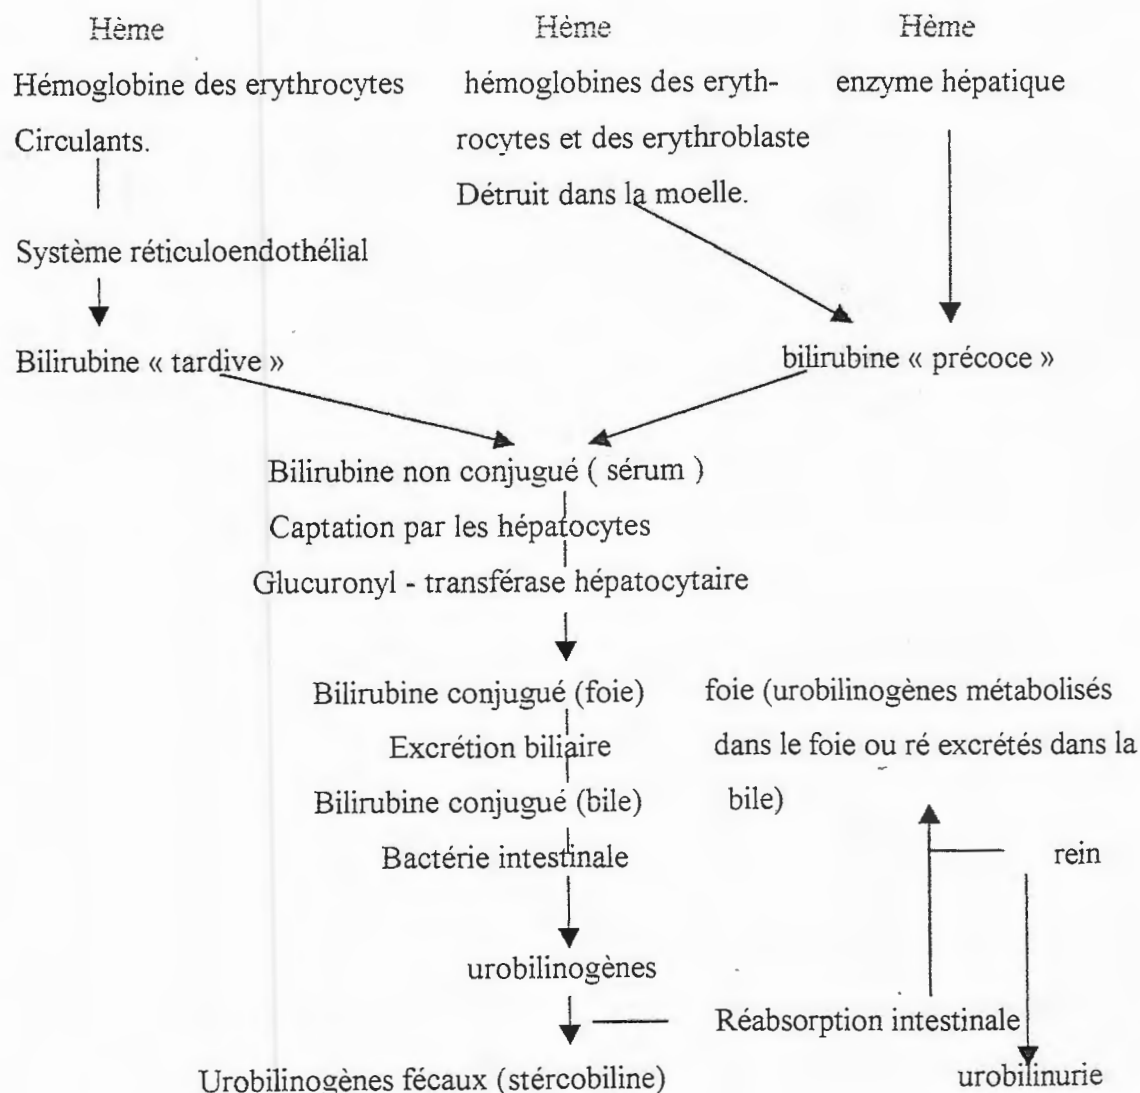 Hème Hème Hème
Hémoglobine des erythrocytes hémoglobines des eryth- enzyme hépatique
Circulants. rocytes et des erythroblaste
Détruit dans la moelle.
Système réticuloendothélial
Bilirubine « tardive » bilirubine « précoce »
Bilirubine non conjugué ( sérum )
Captation par les hépatocytes
Glucuronyl - transférase hépatocytaire
Bilirubine conjugué (foie) foie (urobilinogènes métabolisés
Excrétion biliaire dans le foie ou ré excrétés dans la
Bilirubine conjugué (bile) bile)
Bactérie intestinale rein
urobilinogènes
Réabsorption intestinale
Urobilinogènes fécaux (stércobiline) urobilinurie